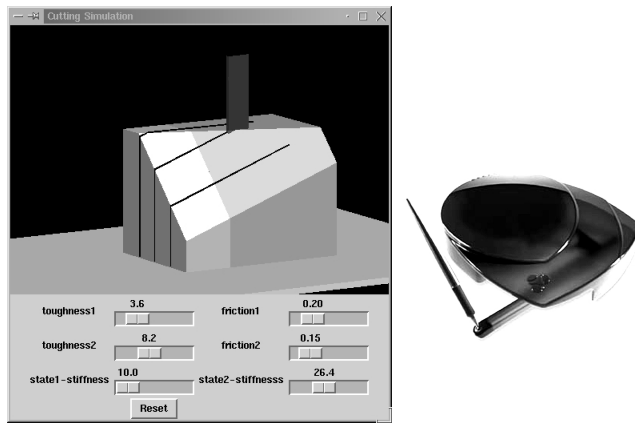 Cutting Simulation
toughness1 3.6 friction1 0.20
toughness2 8.2 friction2 0.15
state1-stiffness 10.0 state2-stiffnesss 26.4
Reset